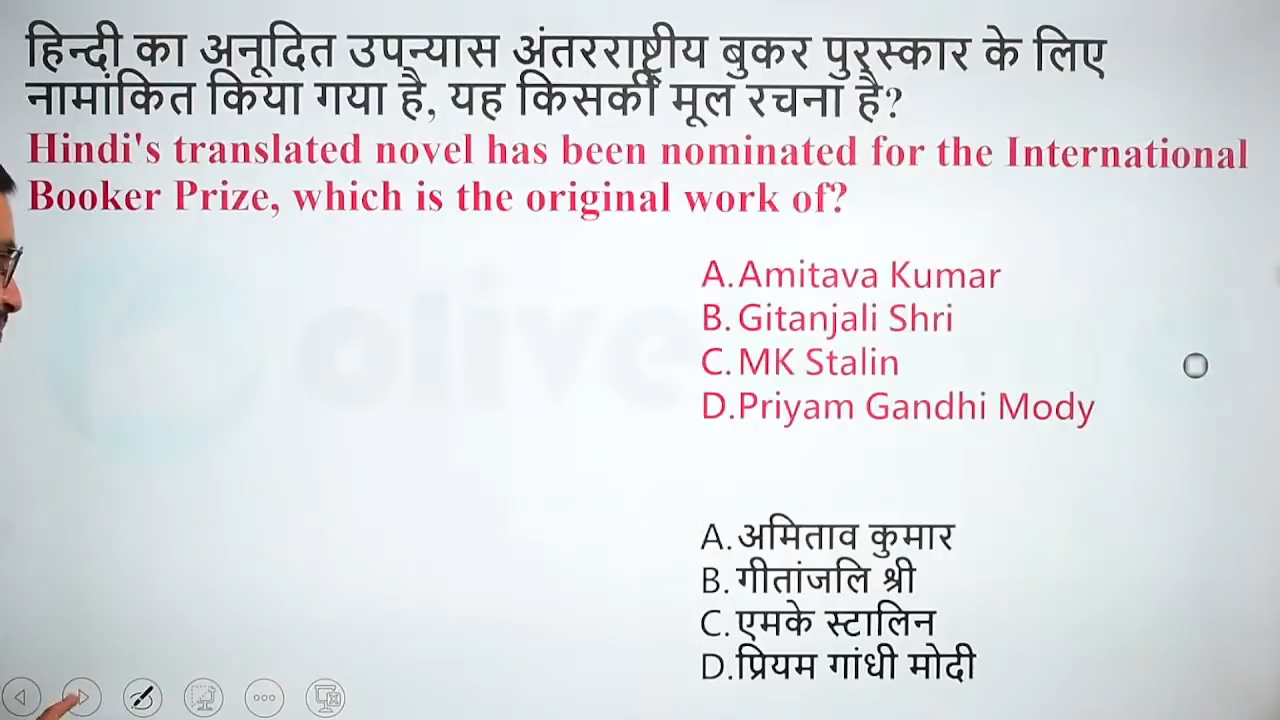 हिन्दी का अनूदित उपन्यास अंतरराष्ट्रीय बुकर पुरस्कार के लिए
नामांकित किया गया है, यह किसकी मूल रचना है?
Hindi's translated novel has been nominated for the International
Booker Prize, which is the original work of?
olive
A.Amitava Kumar
B. Gitanjali Shri
C. MK Stalin
D.Priyam Gandhi Mody
A.अमिताव कुमार
B. गीतांजलि श्री
C.एमके स्टालिन
D.प्रियम गांधी मोदी